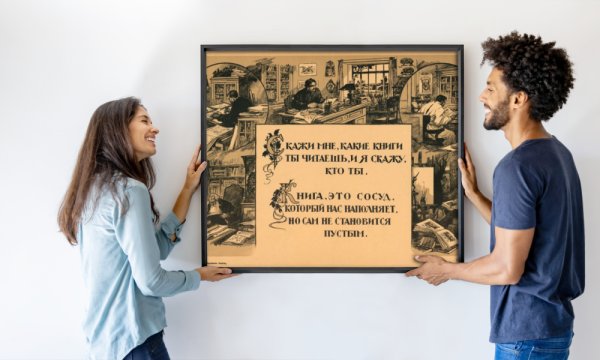 СКАЖИ МНЕ, КАКИЕ КНИГИ
ТЫ ЧИТАЕШЬ, И Я СКАЖУ,
КТО ТЫ.
КНИГА, ЭТО СОСУД,
КОТОРЫЙ НАС НАПОЛНЯЕТ,
НО САМ НЕ СТАНОВИТСЯ
ПУСТЫМ.